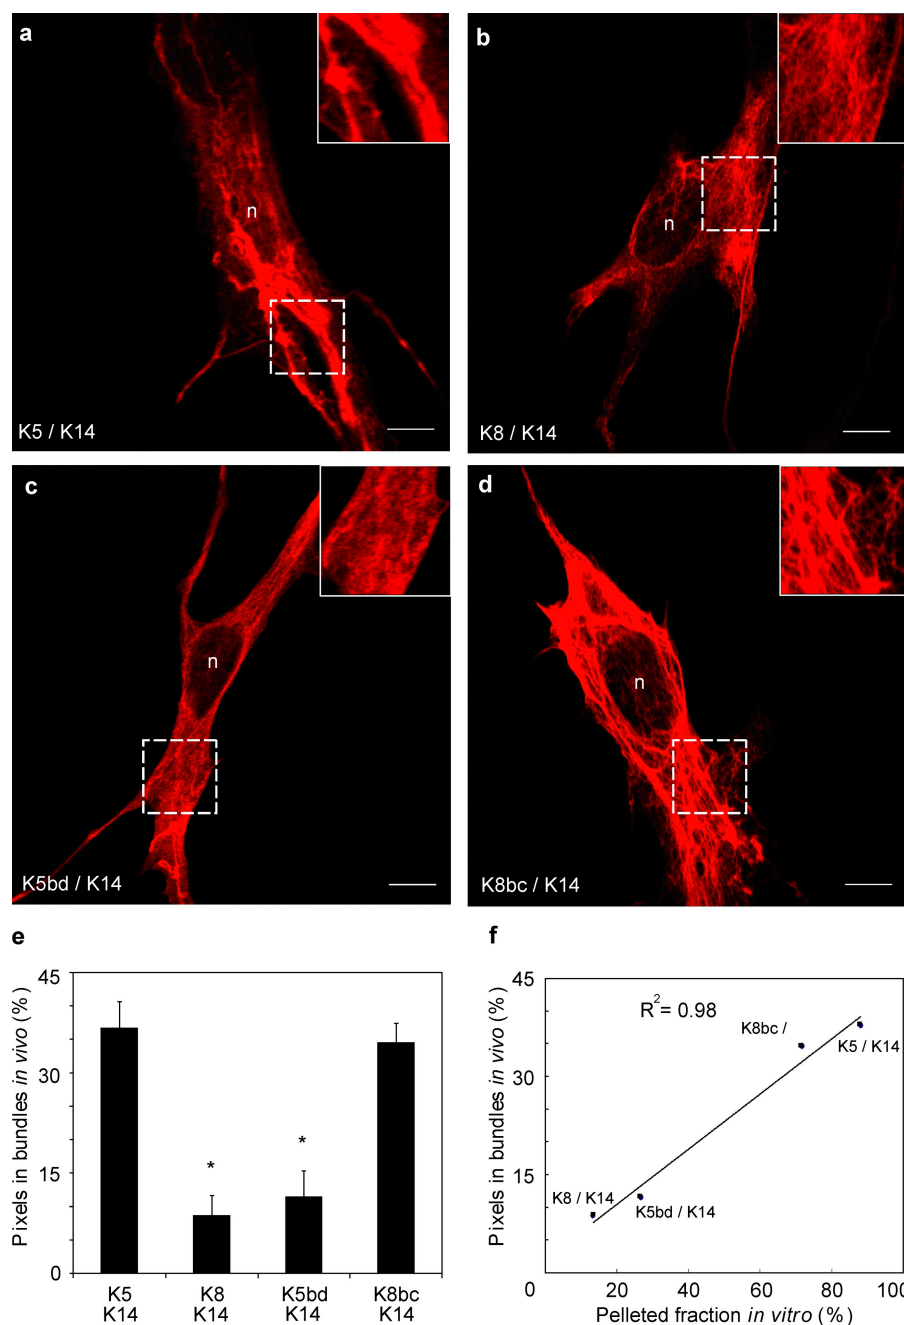 a
n
K5 / K14
b
n
K8 / K14
c
n
K5bd / K14
d
n
K8bc / K14
e
Pixels in bundles in vivo (%)
45
30
15
0
*
*
K5
K14
K8
K14
K5bd
K14
K8bc
K14
f
Pixels in bundles in vivo (%)
45
30
15
0
R² = 0.98
K8bc /
K5 / K14
K8 / K14
K5bd / K14
0
20
40
60
80
100
Pelleted fraction in vitro (%)